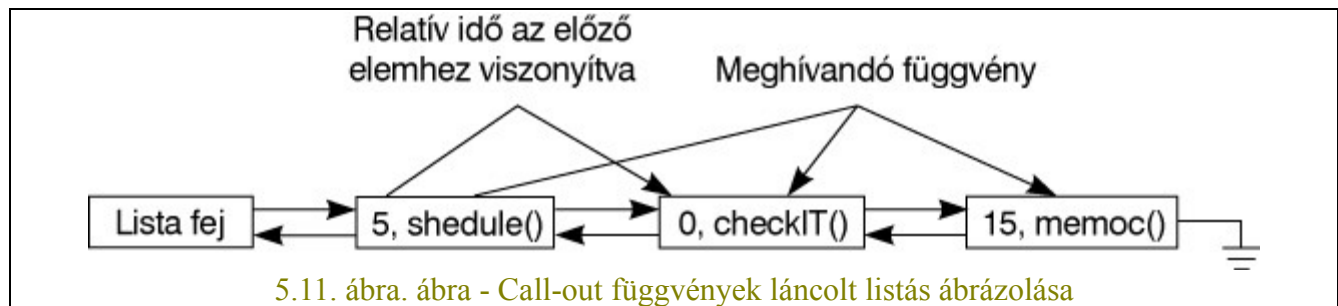 Relatív idő az előző
elemhez viszonyítva
Meghívandó függvény
Lista fej
5, shedule()
0, checkIT()
15, memoc()
5.11. ábra. ábra - Call-out függvények láncolt listás ábrázolása